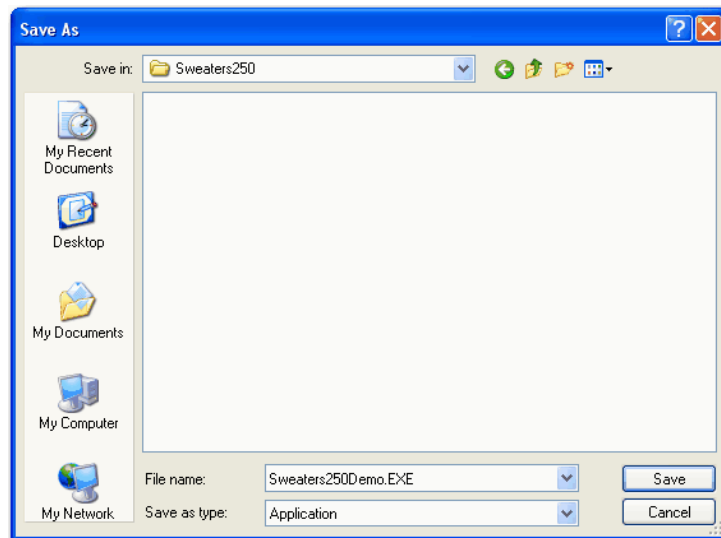 Save As
Save in:
Sweaters250
My Recent
Documents
Desktop
My Documents
My Computer
My Network
File name:
Sweaters250Demo.EXE
Save
Save as type:
Application
Cancel